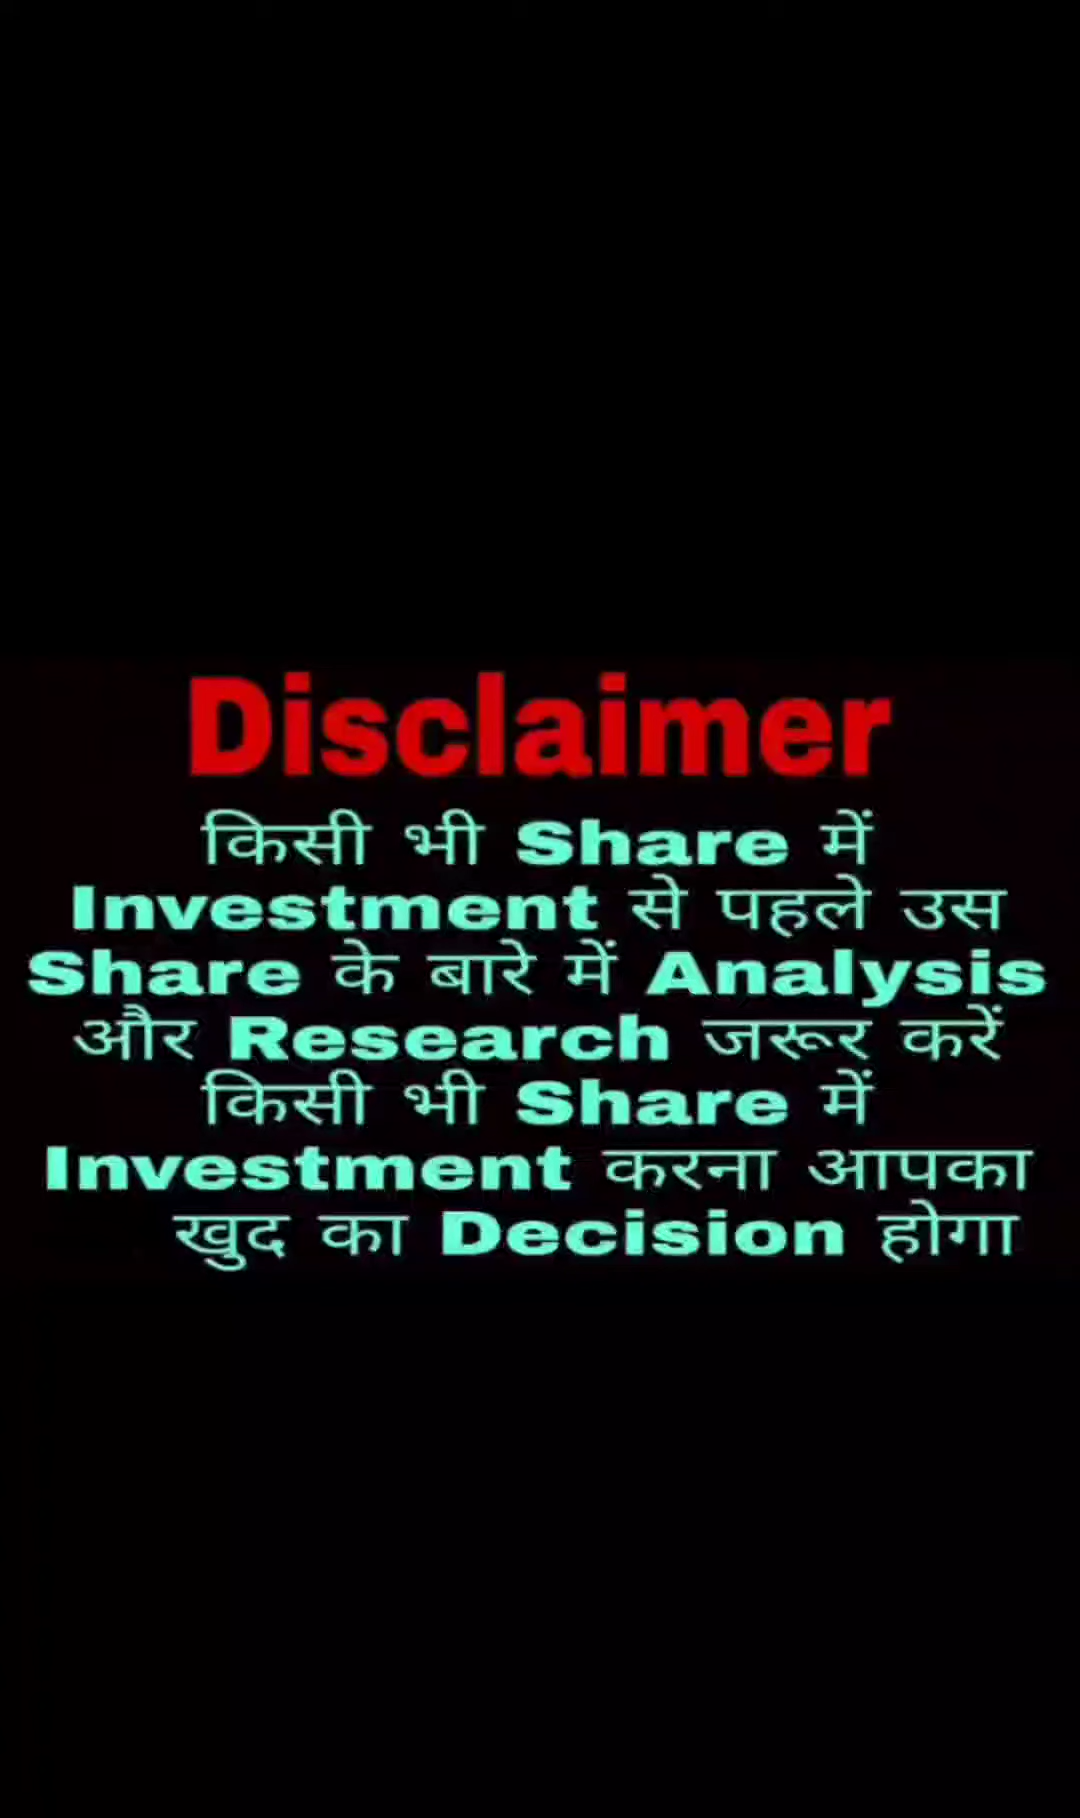 Disclaimer
किसी भी Share में
Investment से पहले उस
Share के बारे में Analysis
और Research जरूर करें
किसी भी Share में
Investment करना आपका
खुद का Decision होगा